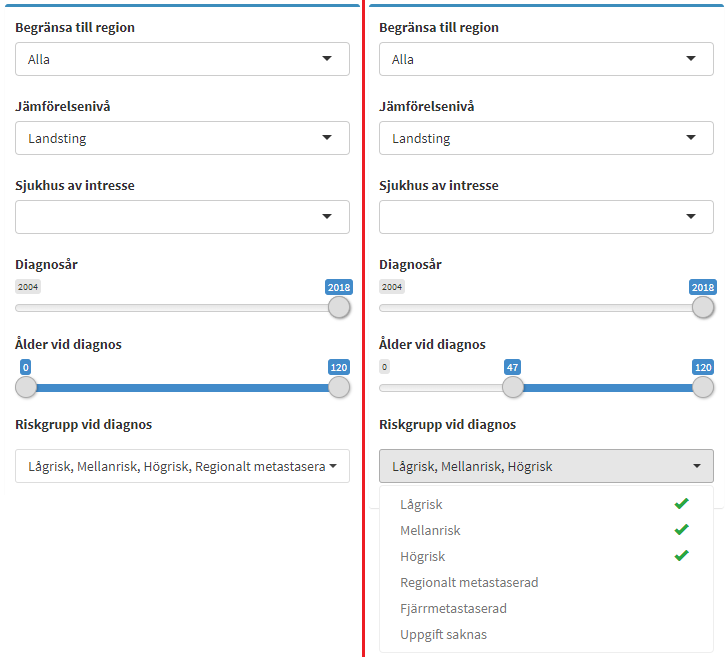 Begränsa till region
Alla
Jämförelsenivå
Landsting
Sjukhus av intresse
Diagnosår
2004 2018
Ålder vid diagnos
0 120
Riskgrupp vid diagnos
Lågrisk, Mellanrisk, Högrisk, Regionalt metastasera
Begränsa till region
Alla
Jämförelsenivå
Landsting
Sjukhus av intresse
Diagnosår
2004 2018
Ålder vid diagnos
0 47 120
Riskgrupp vid diagnos
Lågrisk, Mellanrisk, Högrisk
Lågrisk
Mellanrisk
Högrisk
Regionalt metastaserad
Fjärrmetastaserad
Uppgift saknas